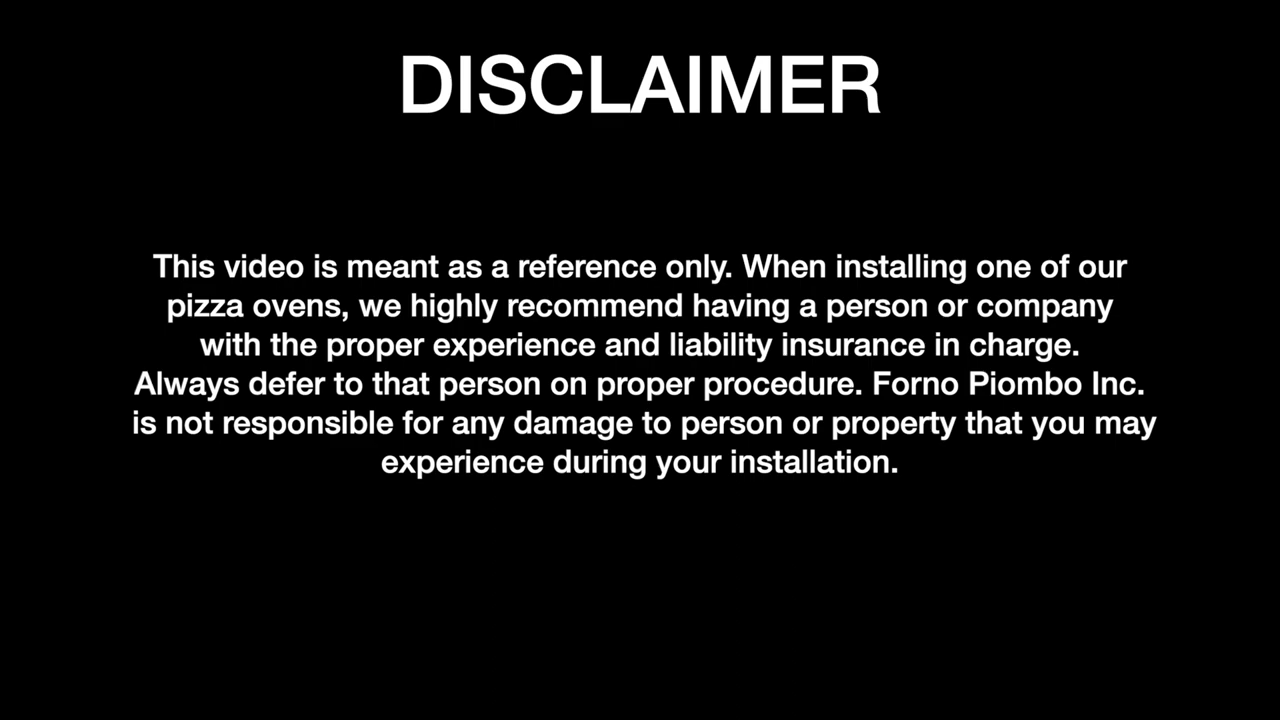 DISCLAIMER
This video is meant as a reference only. When installing one of our
pizza ovens, we highly recommend having a person or company
with the proper experience and liability insurance in charge.
Always defer to that person on proper procedure. Forno Piombo Inc.
is not responsible for any damage to person or property that you may
experience during your installation.